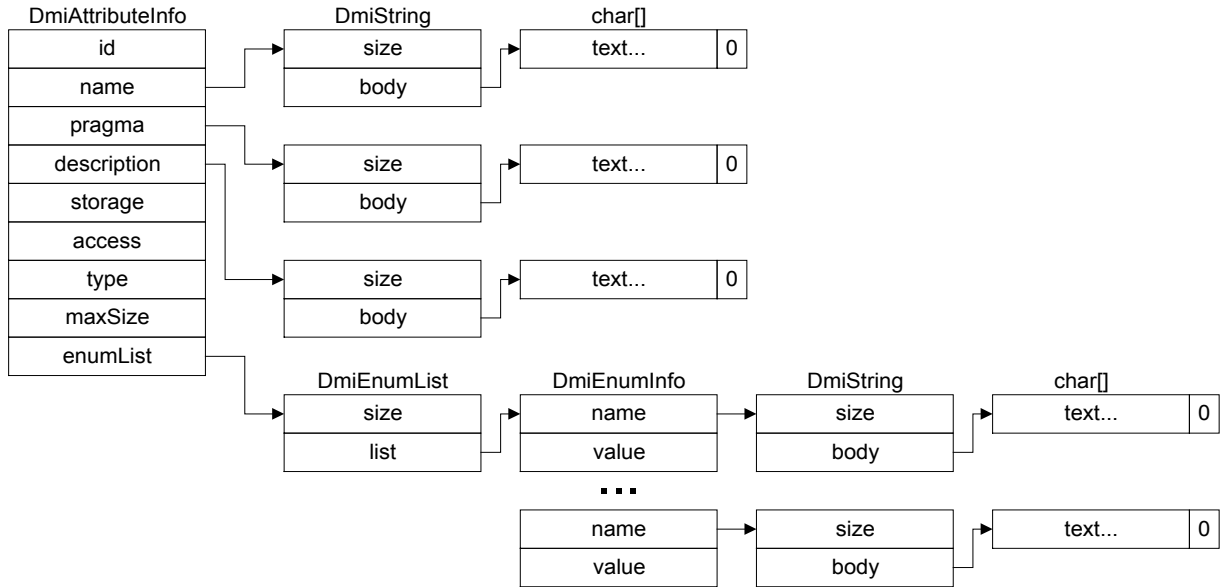 DmiAttributeInfo DmiString char[]
id size text... 0
name body
pragma
description size text... 0
storage body
access
type size text... 0
maxSize body
enumList
DmiEnumList DmiEnumInfo DmiString char[]
size name size text... 0
list value body
...
name size text... 0
value body